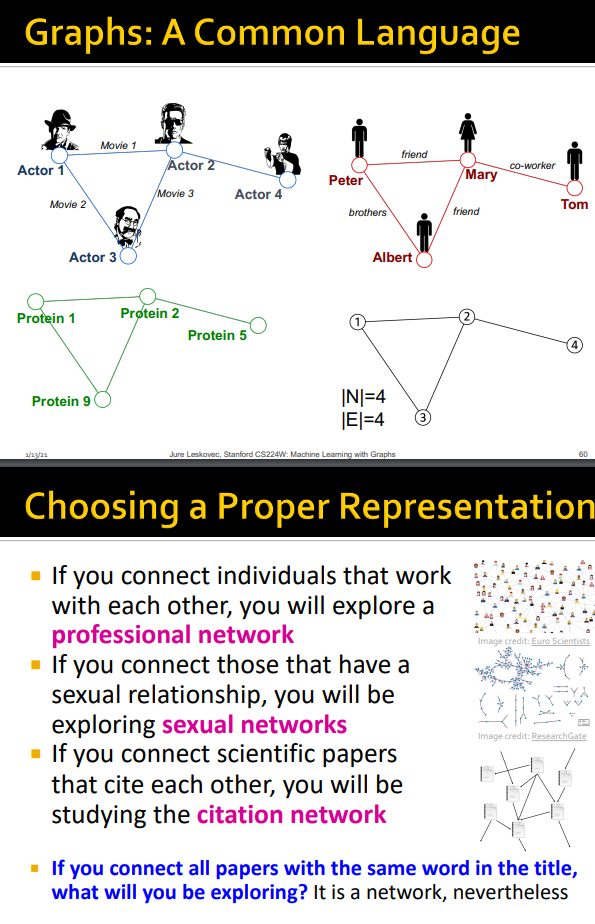 Graphs: A Common Language
Movie 1
Actor 1
Actor 2
Movie 2
Movie 3
Actor 4
Actor 3
friend
Peter
Mary
co-worker
Tom
brothers
friend
Albert
Protein 1
Protein 2
Protein 5
Protein 9
1
2
4
3
|N|=4
|E|=4
1/13/21
Jure Leskovec, Stanford CS224W: Machine Learning with Graphs
60
Choosing a Proper Representation
If you connect individuals that work
with each other, you will explore a
professional network
If you connect those that have a
sexual relationship, you will be
exploring sexual networks
If you connect scientific papers
that cite each other, you will be
studying the citation network
If you connect all papers with the same word in the title,
what will you be exploring? It is a network, nevertheless
Image credit: Euro Scientists
Image credit: ResearchGate